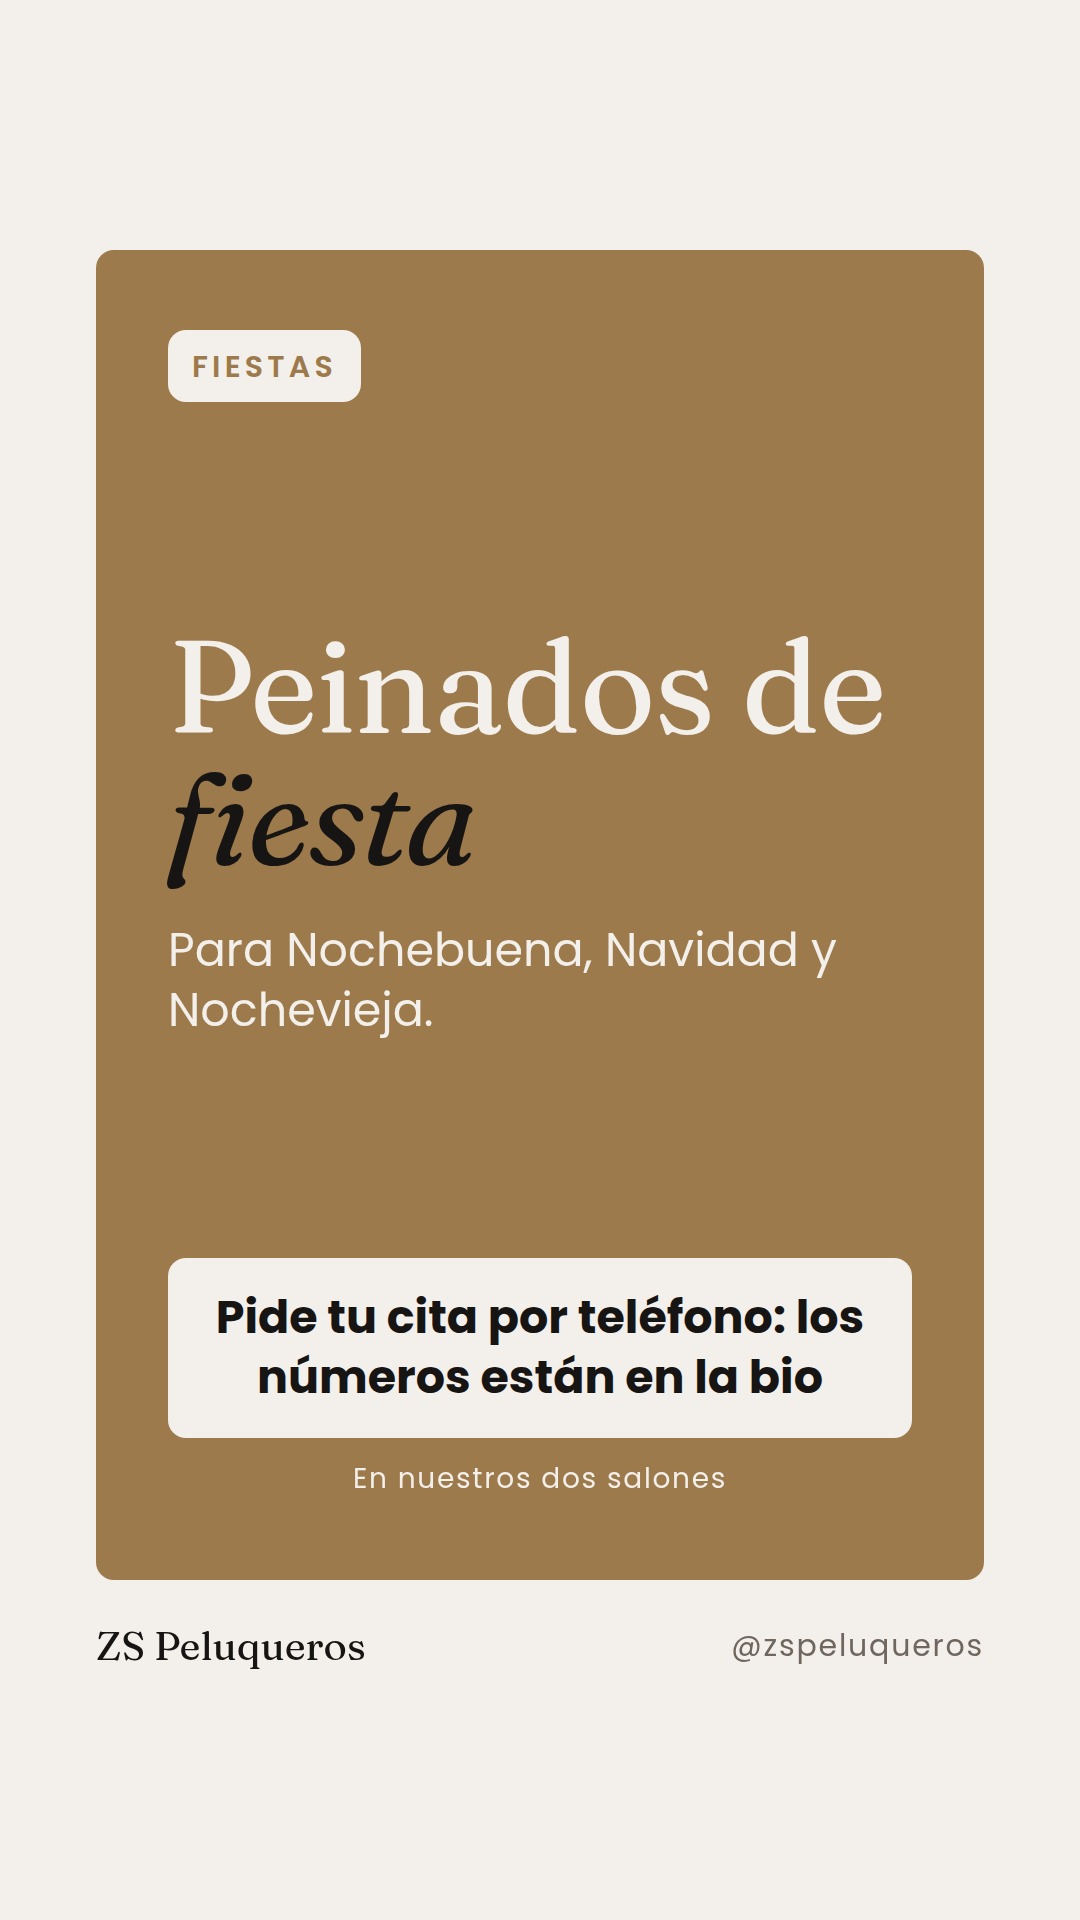 FIESTAS
Peinados de
fiesta
Para Nochebuena, Navidad y
Nochevieja.
Pide tu cita por teléfono: los
números están en la bio
En nuestros dos salones
ZS Peluqueros
@zspeluqueros